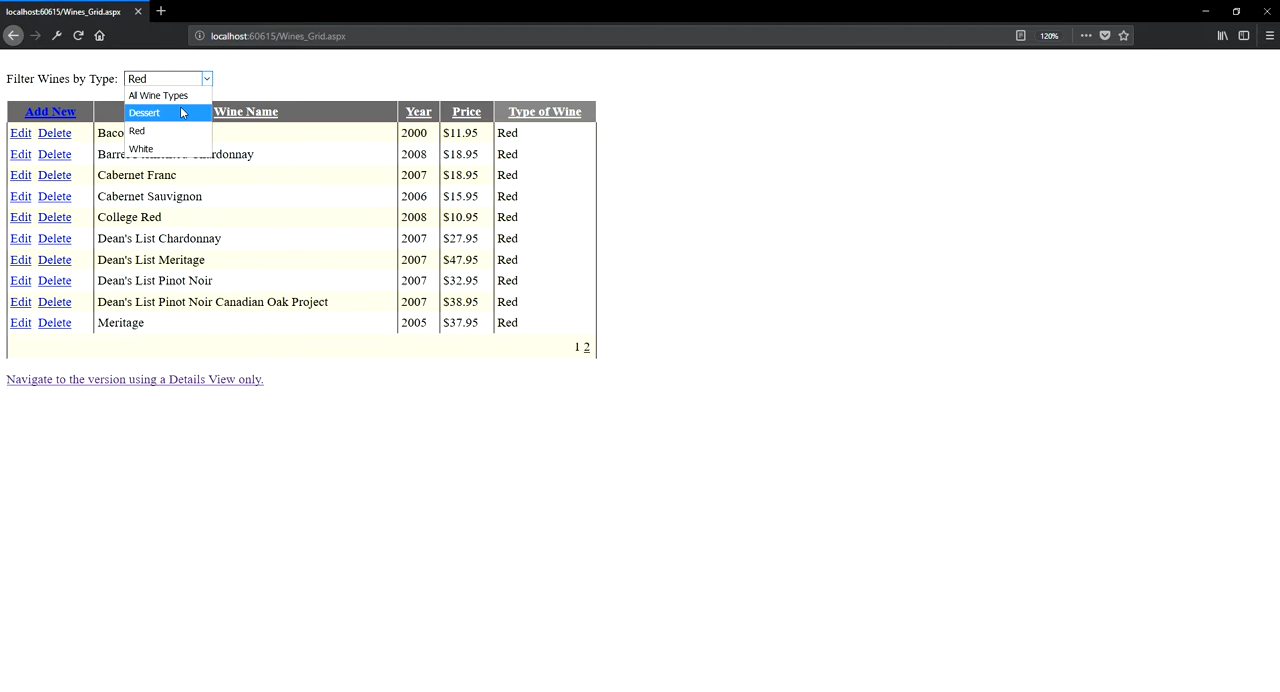 localhost:60615/Wines_Grid.aspx
localhost:60615/Wines_Grid.aspx 120%
Filter Wines by Type: Red
All Wine Types
Dessert
Red
White
Add New Wine Name Year Price Type of Wine
Edit Delete Baco 2000 $11.95 Red
Edit Delete 2008 $18.95 Red
Edit Delete Cabernet Franc 2007 $18.95 Red
Edit Delete Cabernet Sauvignon 2006 $15.95 Red
Edit Delete College Red 2008 $10.95 Red
Edit Delete Dean's List Chardonnay 2007 $27.95 Red
Edit Delete Dean's List Meritage 2007 $47.95 Red
Edit Delete Dean's List Pinot Noir 2007 $32.95 Red
Edit Delete Dean's List Pinot Noir Canadian Oak Project 2007 $38.95 Red
Edit Delete Meritage 2005 $37.95 Red
1 2
Navigate to the version using a Details View only.